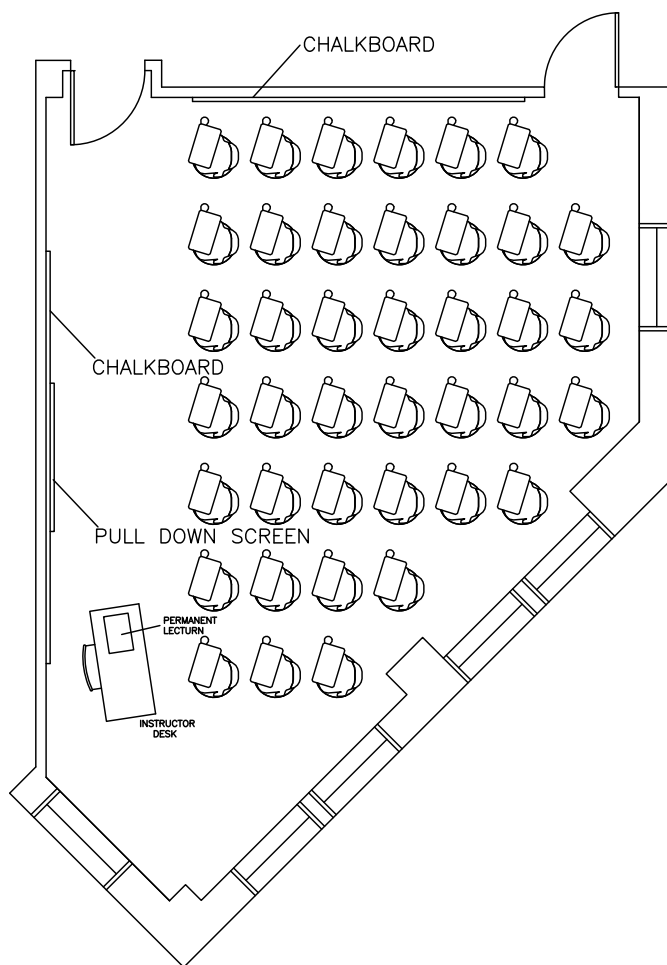 CHALKBOARD
CHALKBOARD
PULL DOWN SCREEN
PERMANENT
LECTURN
INSTRUCTOR
DESK